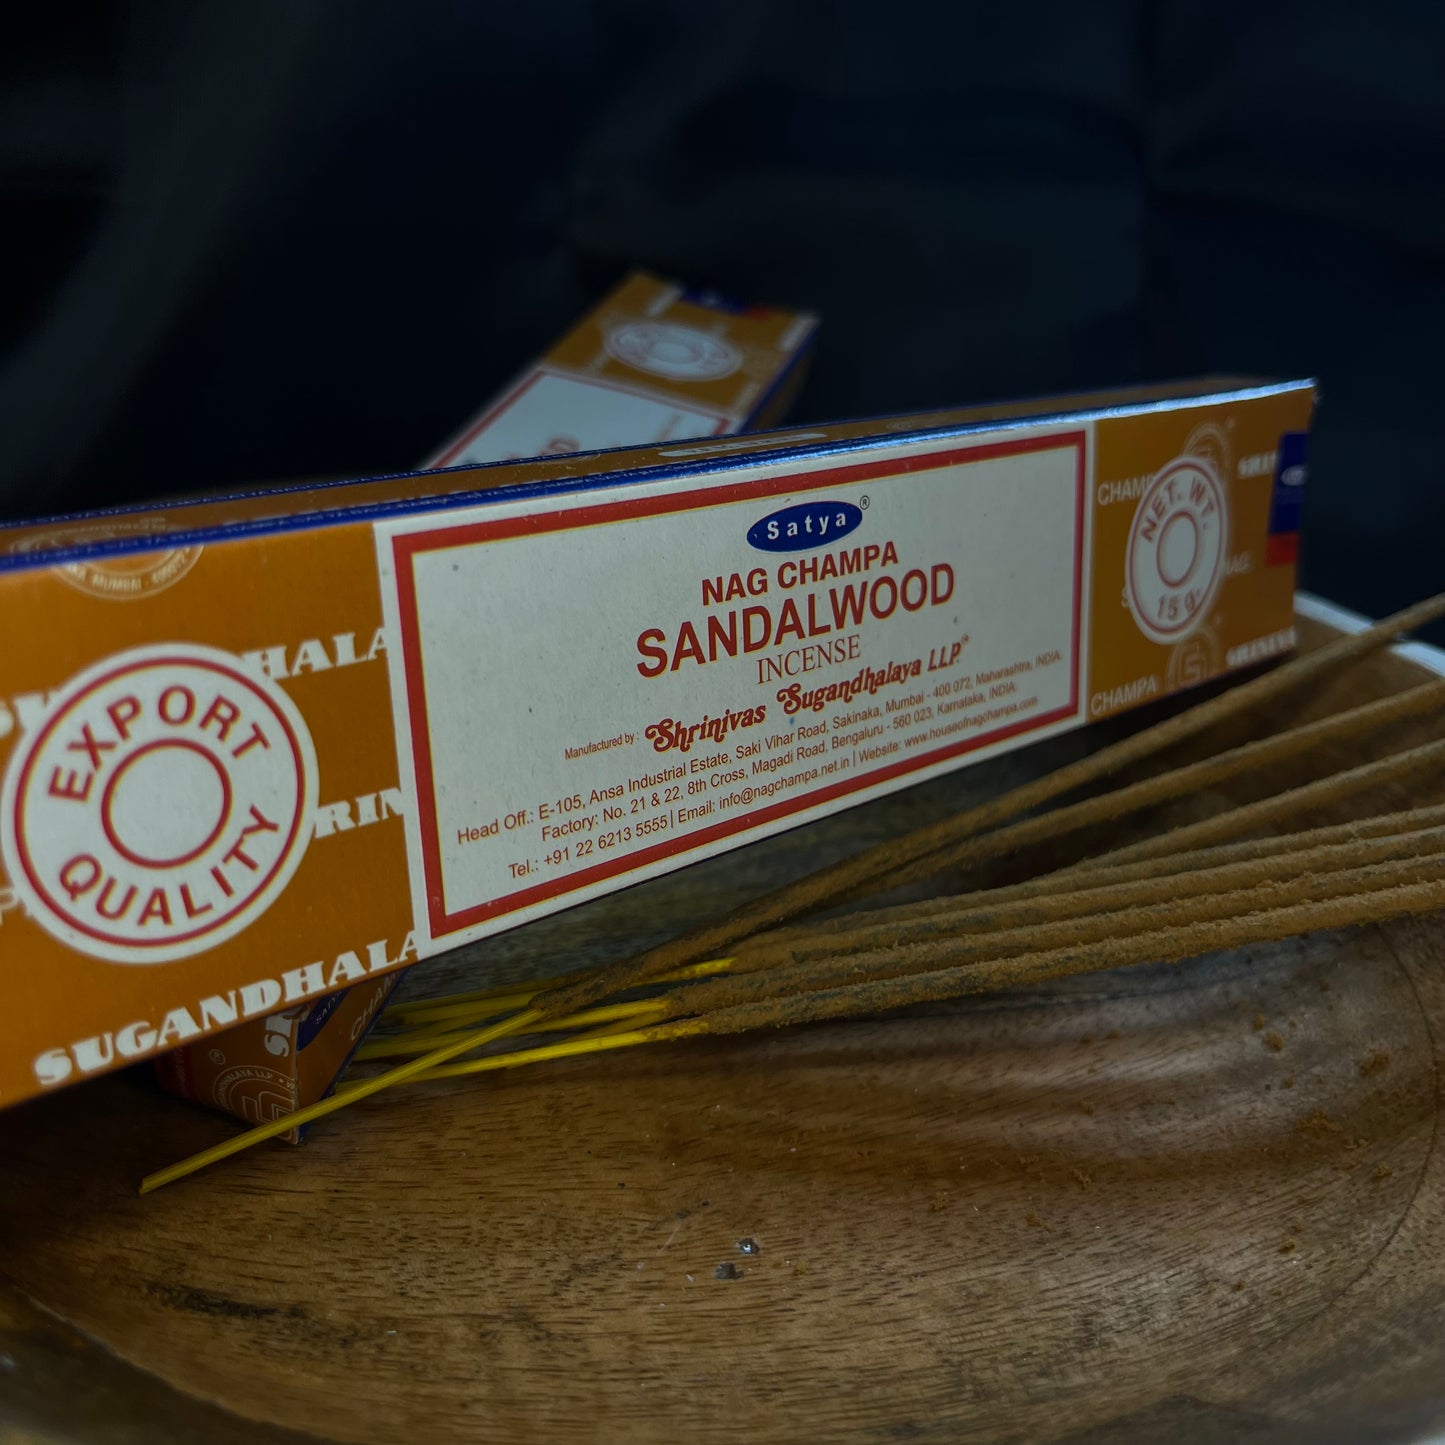 Satya®
NAG CHAMPA
SANDALWOOD
INCENSE
Manufactured by : Shrinivas Sugandhalaya LLP.
Head Off.: E-105, Ansa Industrial Estate, Saki Vihar Road, Sakinaka, Mumbai - 400 072, Maharashtra, INDIA.
Factory: No. 21 & 22, 8th Cross, Magadi Road, Bengaluru - 560 023, Karnataka, INDIA.
Tel.: +91 22 6213 5555 | Email: info@nagchampa.net.in | Website: www.houseofnagchampa.com
EXPORT
QUALITY
HALA
RIN
SUGANDHALA
NET. WT.
15 g.
CHAMP
CHAMPA